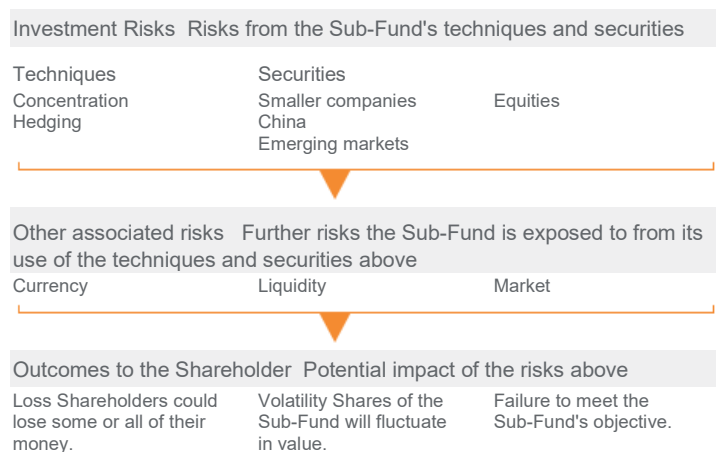 Investment Risks Risks from the Sub-Fund's techniques and securities
Techniques Securities
Concentration Smaller companies Equities
Hedging China
Emerging markets
Other associated risks Further risks the Sub-Fund is exposed to from its
use of the techniques and securities above
Currency Liquidity Market
Outcomes to the Shareholder Potential impact of the risks above
Loss Shareholders could
lose some or all of their
money.
Volatility Shares of the
Sub-Fund will fluctuate
in value.
Failure to meet the
Sub-Fund's objective.